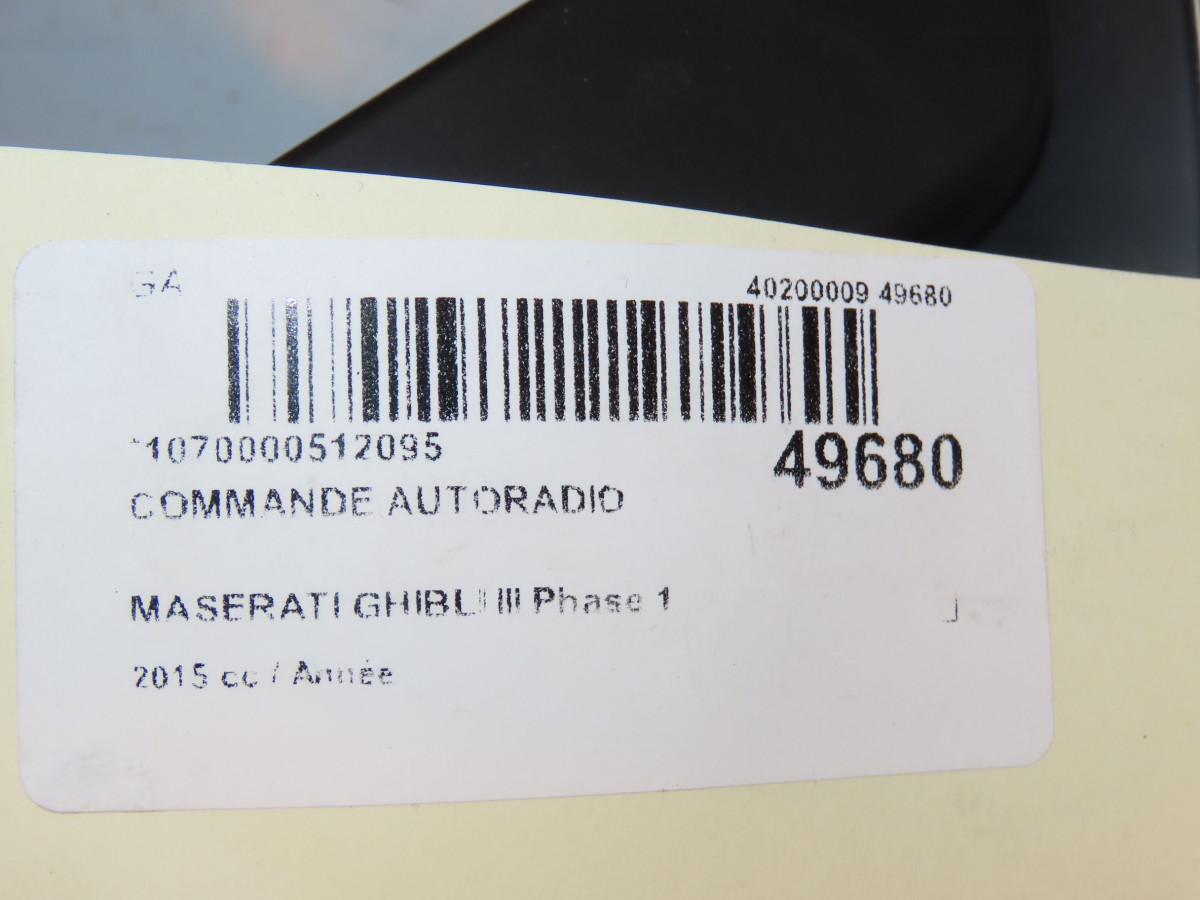 GA 40200009 49680
*1070000512095 49680
COMMANDE AUTORADIO
MASERATI GHIBLI III Phase 1
2015 cc / Année